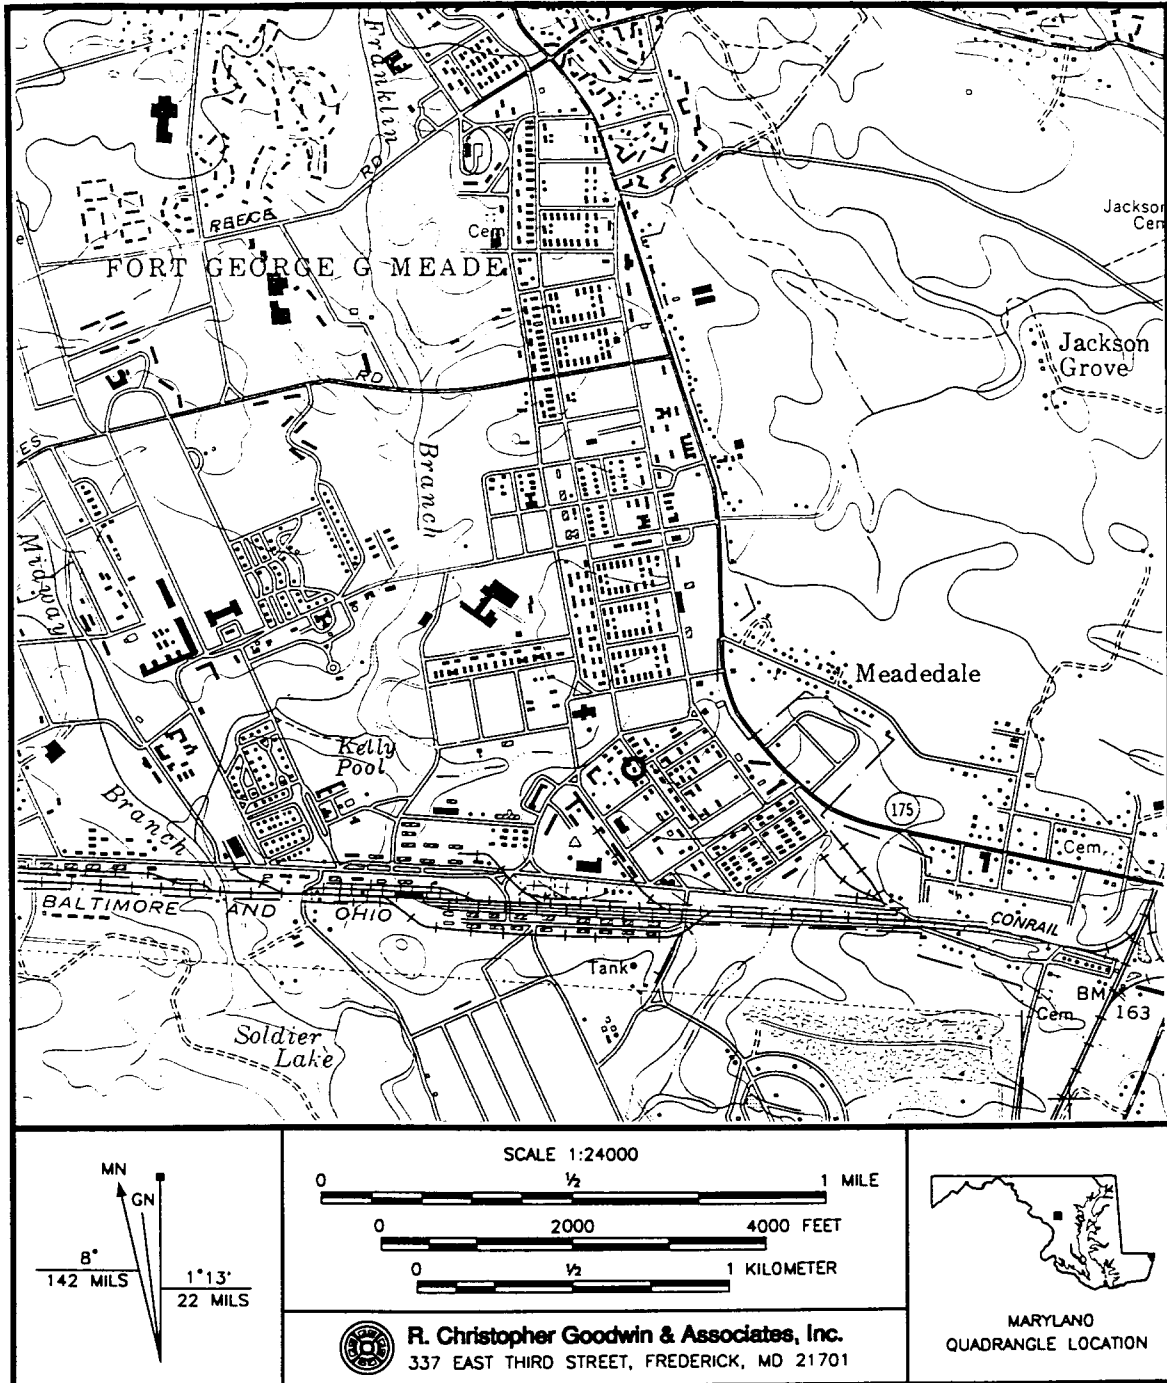 Franklin
RD
REECE
Cem
Jackson
Cem
e
FORT GEORGE G MEADE
Jackson
Grove
RD
ES
Branch
Midway
Meadedale
Kelly
Pool
Branch
175
Cem
BALTIMORE AND OHIO
CONRAIL
Tank
BM
163
Cem
Soldier
Lake
MN
GN
8°
142 MILS
1°13'
22 MILS
SCALE 1:24000
0 ½ 1 MILE
0 2000 4000 FEET
0 ½ 1 KILOMETER
R. Christopher Goodwin & Associates, Inc.
337 EAST THIRD STREET, FREDERICK, MD 21701
MARYLAND
QUADRANGLE LOCATION